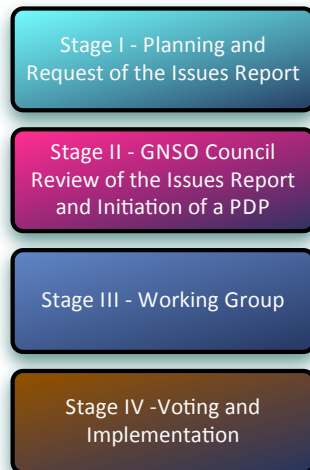 Stage I - Planning and
Request of the Issues Report
Stage II - GNSO Council
Review of the Issues Report
and Initiation of a PDP
Stage III - Working Group
Stage IV -Voting and
Implementation